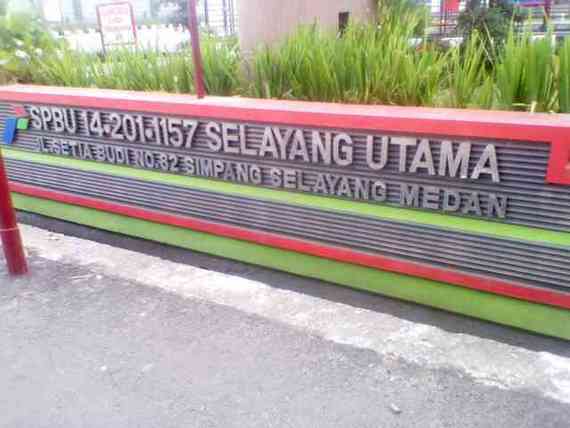 SPBU 14•201•1157 SELAYANG UTAMA
JL.SETIA BUDI NO.82 SIMPANG SELAYANG MEDAN